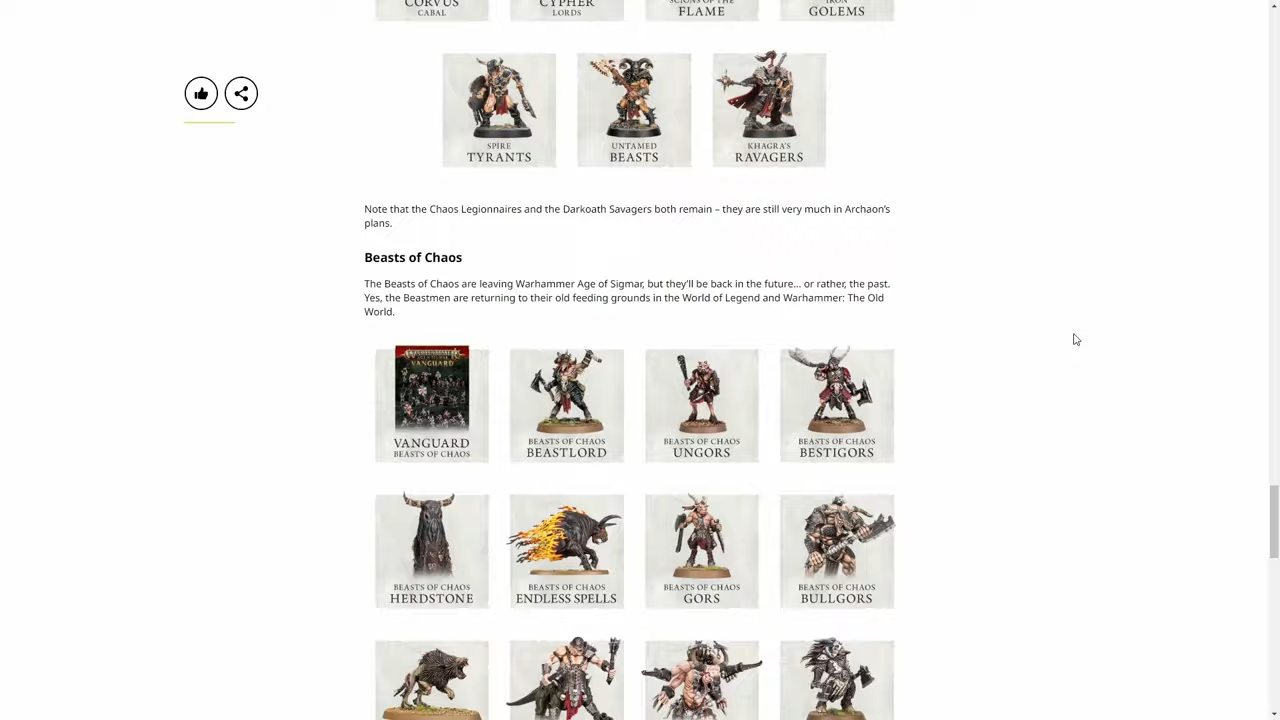 CORVUS
CABAL
CYPHER
LORDS
SCIONS OF THE
FLAME
IRON
GOLEMS
SPIRE
TYRANTS
UNTAMED
BEASTS
KHAGRA'S
RAVAGERS
Note that the Chaos Legionnaires and the Darkoath Savagers both remain – they are still very much in Archaon's
plans.
Beasts of Chaos
The Beasts of Chaos are leaving Warhammer Age of Sigmar, but they'll be back in the future... or rather, the past.
Yes, the Beastmen are returning to their old feeding grounds in the World of Legend and Warhammer: The Old
World.
VANGUARD
VANGUARD
BEASTS OF CHAOS
BEASTS OF CHAOS
BEASTLORD
BEASTS OF CHAOS
UNGORS
BEASTS OF CHAOS
BESTIGORS
BEASTS OF CHAOS
HERDSTONE
BEASTS OF CHAOS
ENDLESS SPELLS
BEASTS OF CHAOS
GORS
BEASTS OF CHAOS
BULLGORS